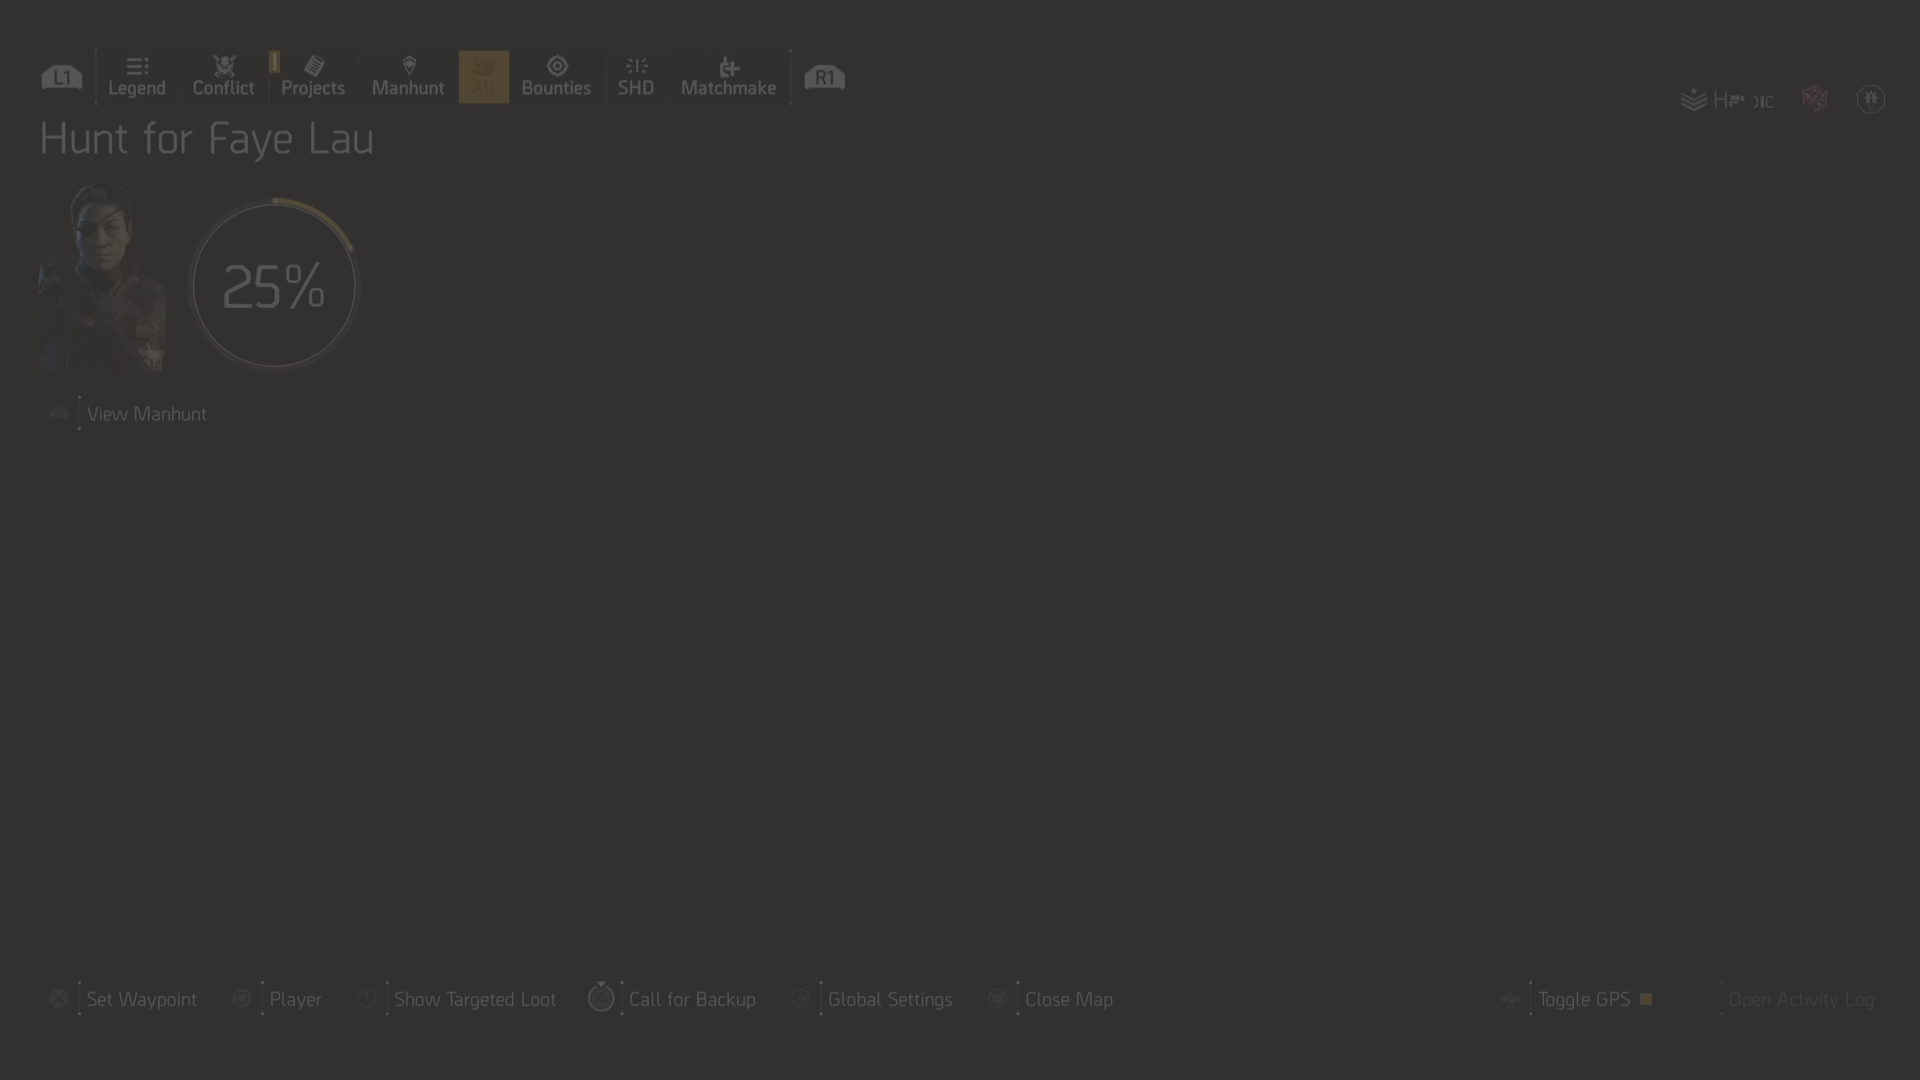 L1 Legend Conflict Projects Manhunt All Bounties SHD Matchmake R1
Hunt for Faye Lau
25%
View Manhunt
Set Waypoint Player Show Targeted Loot Call for Backup Global Settings Close Map Toggle GPS Open Activity Log